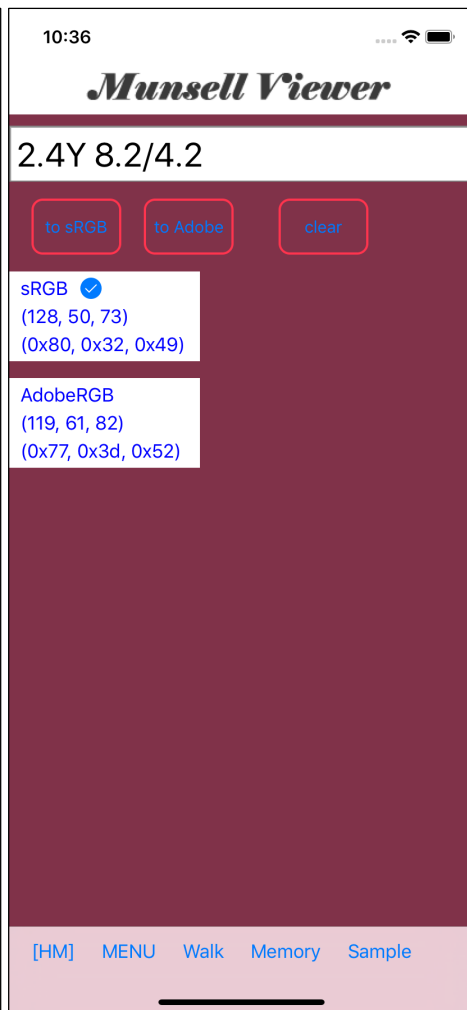 10:36
Munsell Viewer
2.4Y 8.2/4.2
to sRGB to Adobe clear
sRGB
(128, 50, 73)
(0x80, 0x32, 0x49)
AdobeRGB
(119, 61, 82)
(0x77, 0x3d, 0x52)
[HM] MENU Walk Memory Sample